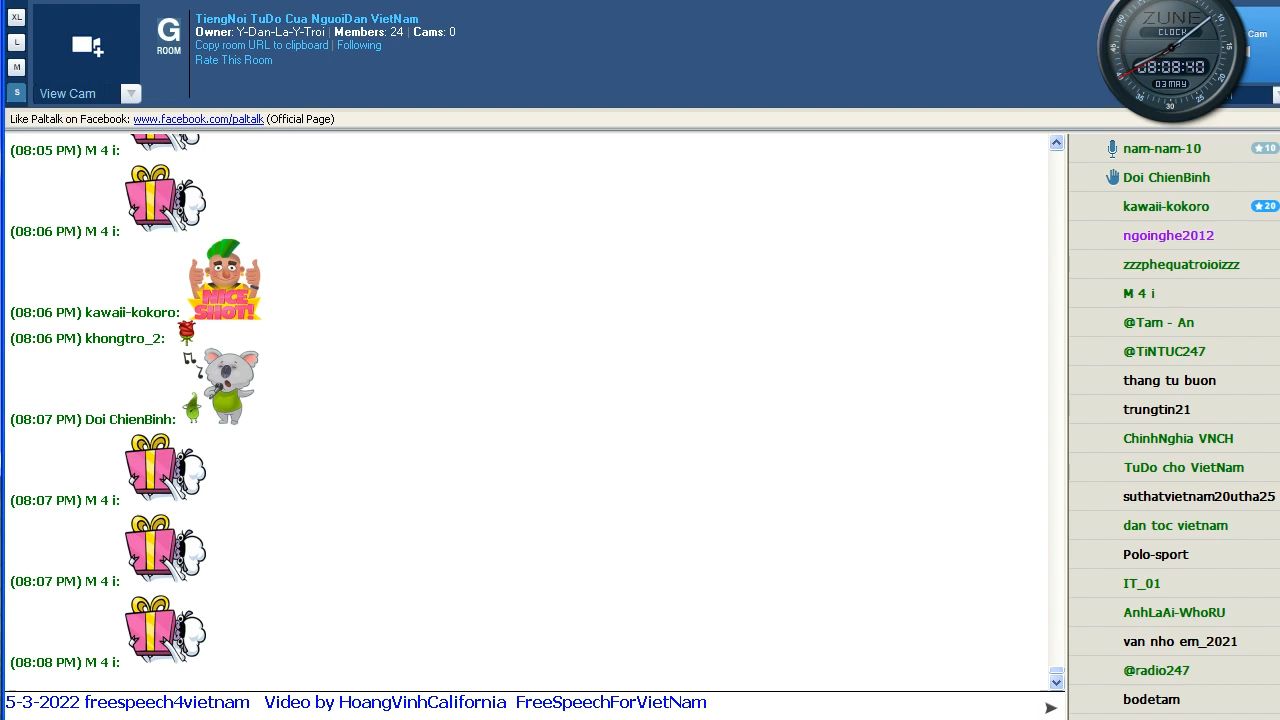 XL
L
M
S
View Cam
G
ROOM
TiengNoi TuDo Cua NguoiDan VietNam
Owner: Y-Dan-La-Y-Troi | Members: 24 | Cams: 0
Copy room URL to clipboard | Following
Rate This Room
ZUNE
CLOCK
08:08:40
03 MAY
Cam
Like Paltalk on Facebook: www.facebook.com/paltalk (Official Page)
(08:05 PM) M 4 i:
(08:06 PM) M 4 i:
NICE SHOT!
(08:06 PM) kawaii-kokoro:
(08:06 PM) khongtro_2:
(08:07 PM) Doi ChienBinh:
(08:07 PM) M 4 i:
(08:07 PM) M 4 i:
(08:08 PM) M 4 i:
nam-nam-10 10
Doi ChienBinh
kawaii-kokoro 20
ngoinghe2012
zzzphequatroioizzz
M 4 i
@Tam - An
@TiNTUC247
thang tu buon
trungtin21
ChinhNghia VNCH
TuDo cho VietNam
suthatvietnam20utha25
dan toc vietnam
Polo-sport
IT_01
AnhLaAi-WhoRU
van nho em_2021
@radio247
bodetam
5-3-2022 freespeech4vietnam Video by HoangVinhCalifornia FreeSpeechForVietNam